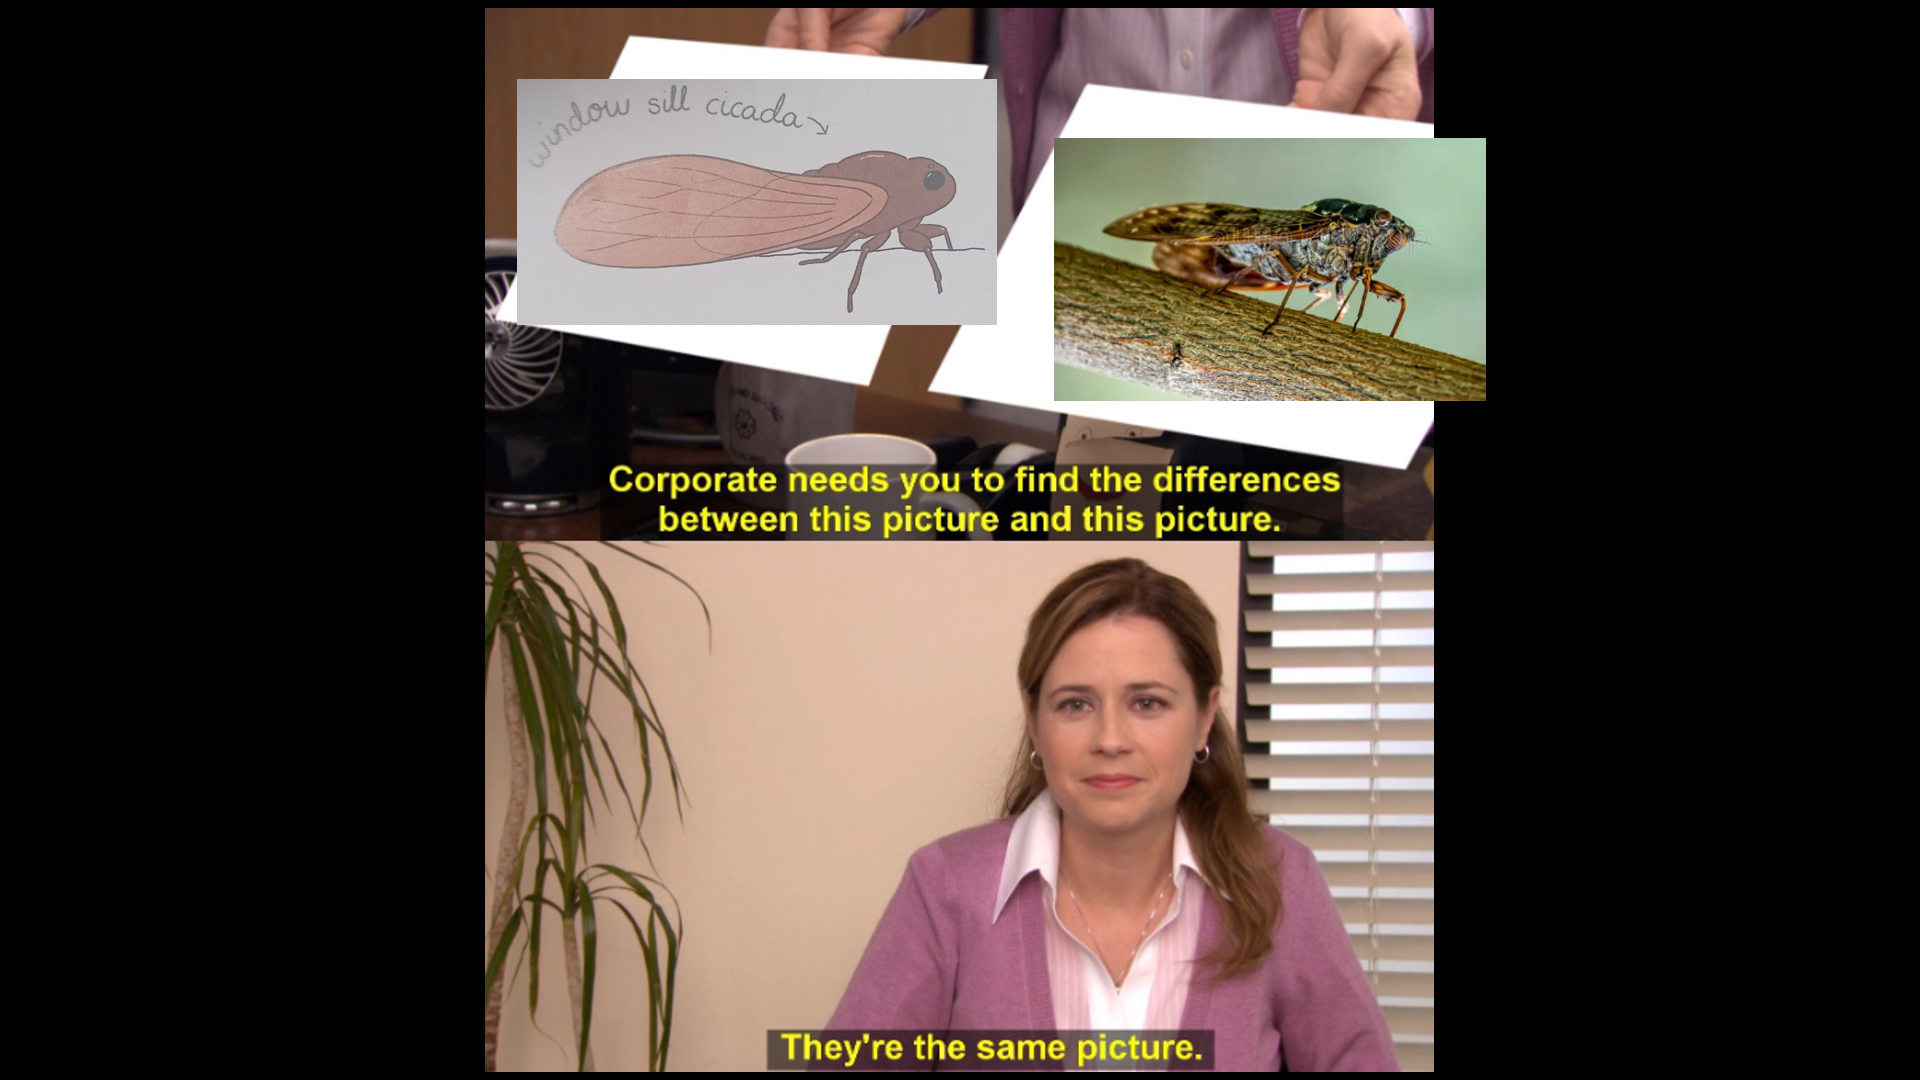 window sill cicada
Corporate needs you to find the differences
between this picture and this picture.
They're the same picture.